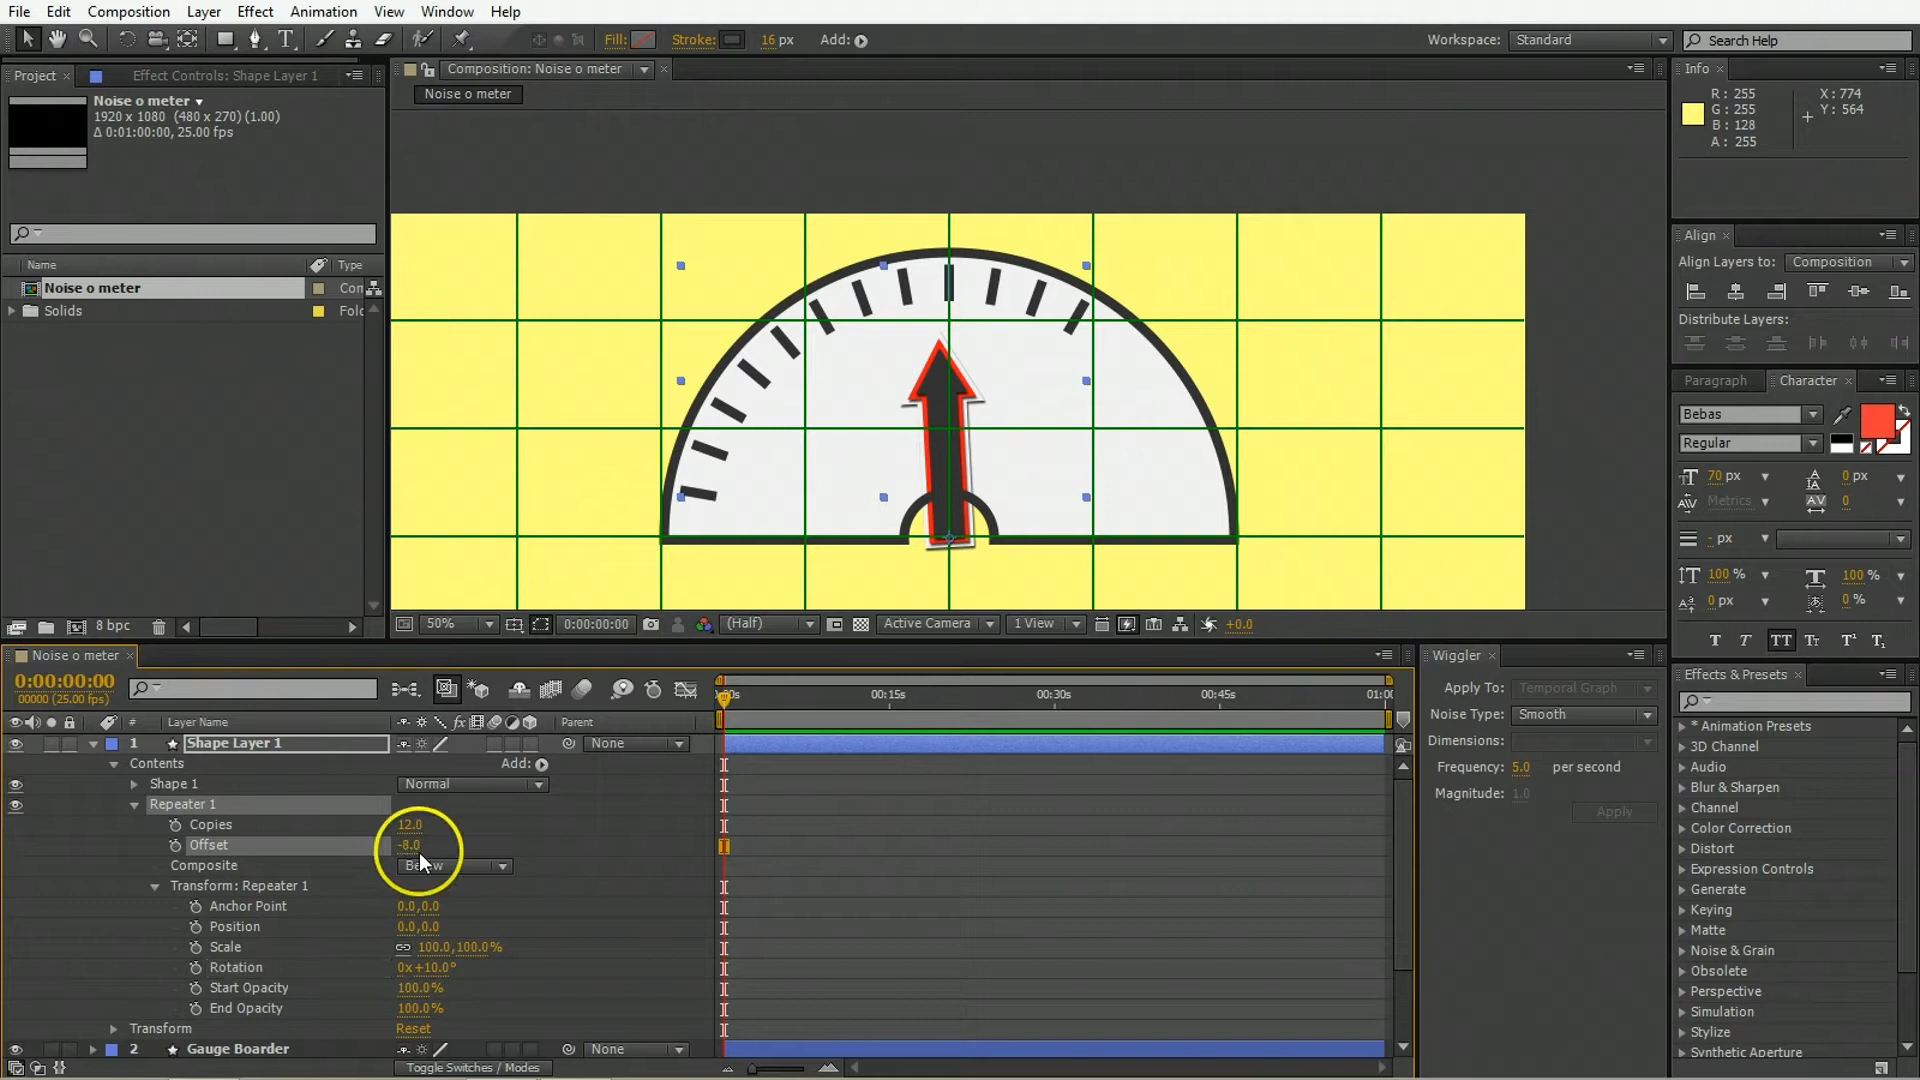 File Edit Composition Layer Effect Animation View Window Help
Fill: Stroke: 16 px Add:
Workspace: Standard Search Help
Project Effect Controls: Shape Layer 1
Noise o meter
1920 x 1080 (480 x 270) (1.00)
Δ 0:01:00:00, 25.00 fps
Name Type
Noise o meter Con
Solids Folc
8 bpc
Composition: Noise o meter
Noise o meter
50% 0:00:00:00 (Half) Active Camera 1 View +0.0
Info
R: 255
G: 255
B: 128
A: 255
X: 774
Y: 564
Align
Align Layers to: Composition
Distribute Layers:
Paragraph Character
Bebas
Regular
70 px 0 px
Metrics 0
- px
100 % 100 %
0 px 0 %
T T TT Tt T¹ T₁
Noise o meter
0:00:00:00
00000 (25.00 fps)
:00s 00:15s 00:30s 00:45s 01:00
# Layer Name Parent
1 Shape Layer 1 None
Contents Add:
Shape 1 Normal
Repeater 1
Copies 12.0
Offset -8.0
Composite Below
Transform: Repeater 1
Anchor Point 0.0,0.0
Position 0.0,0.0
Scale 100.0,100.0%
Rotation 0x+10.0°
Start Opacity 100.0%
End Opacity 100.0%
Transform Reset
2 Gauge Boarder None
Toggle Switches / Modes
Wiggler
Apply To: Temporal Graph
Noise Type: Smooth
Dimensions:
Frequency: 5.0 per second
Magnitude: 1.0
Apply
Effects & Presets
* Animation Presets
3D Channel
Audio
Blur & Sharpen
Channel
Color Correction
Distort
Expression Controls
Generate
Keying
Matte
Noise & Grain
Obsolete
Perspective
Simulation
Stylize
Synthetic Aperture